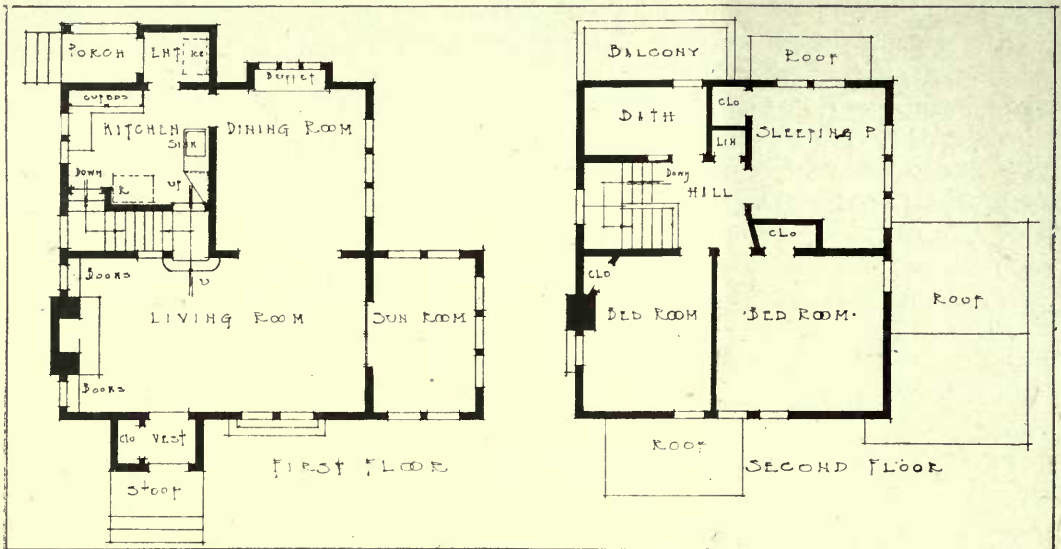 PORCH
ENT
ICE
BUFFET
CUPBDS
KITCHEN
DINING ROOM
SINK
DOWN
R
UP
BOOKS
U
LIVING ROOM
SUN ROOM
BOOKS
CLO
VEST
STOOP
FIRST FLOOR
BALCONY
ROOF
BATH
CLO
SLEEPING P
LIN
DOWN
HALL
CLO
CLO
BED ROOM
BED ROOM
ROOF
ROOF
SECOND FLOOR